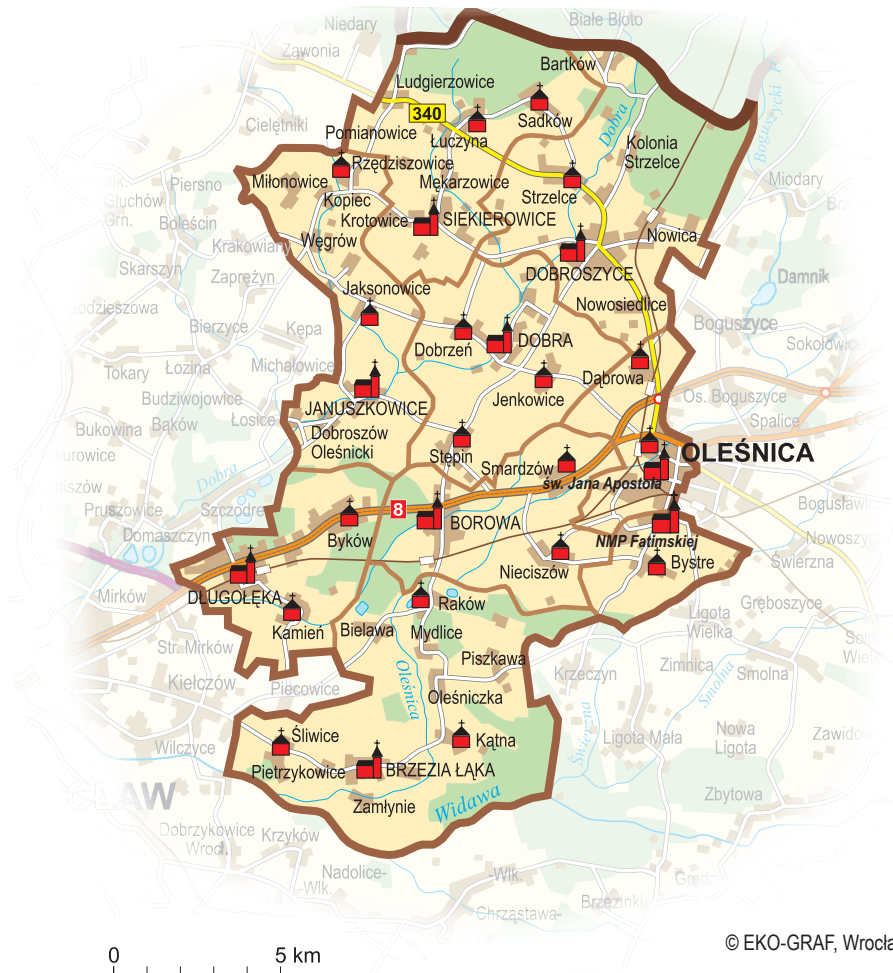 Niedary
Białe Błoto
Zawonia
Bartków
Ludgierzowice
340
Sadków
Dobra
Cielętniki
Pomianowice
Łuczyna
Kolonia
Strzelce
Rzędziszowice
Miłonowice
Mękarzowice
Piersno
Głuchów
Grn.
Kopiec
Strzelce
Miodary
Boleścin
Krotowice
SIEKIEROWICE
Węgrów
Nowica
Krakowiany
Skarszyn
Zaprężyn
DOBROSZYCE
Damnik
Jaksonowice
Nowosiedlice
Bierzyce
Kępa
Boguszyce
Dobrzeń
DOBRA
Tokary
Łozina
Michałowice
Dąbrowa
Budziwojowice
JANUSZKOWICE
Jenkowice
Os. Boguszyce
Bukowina
Bąków
Łosice
Dobroszów
Oleśnicki
Spalice
Stępin
Smardzów
OLEŚNICA
Dobra
św. Jana Apostoła
Pruszowice
Szczodre
8
BOROWA
Domaszczyn
Byków
NMP Fatimskiej
Nieciszów
Bystre
Świerzna
Mirków
DŁUGOŁĘKA
Raków
Gręboszyce
Kamień
Bielawa
Mydlice
Ligota
Wielka
Str. Mirków
Piszkawa
Zimnica
Smolna
Kiełczów
Piecowice
Oleśnica
Krzeczyn
Smolna
Oleśniczka
Świerzna
Wilczyce
Śliwice
Kątna
Ligota Mała
Nowa
Ligota
Pietrzykowice
BRZEZIA ŁĄKA
Zamłynie
Widawa
Zbytowa
Dobrzykowice
Wrocł.
Krzyków
Nadolice-
-Wlk.
-Wlk.
Chrząstawa-
© EKO-GRAF, Wrocła
0
5 km